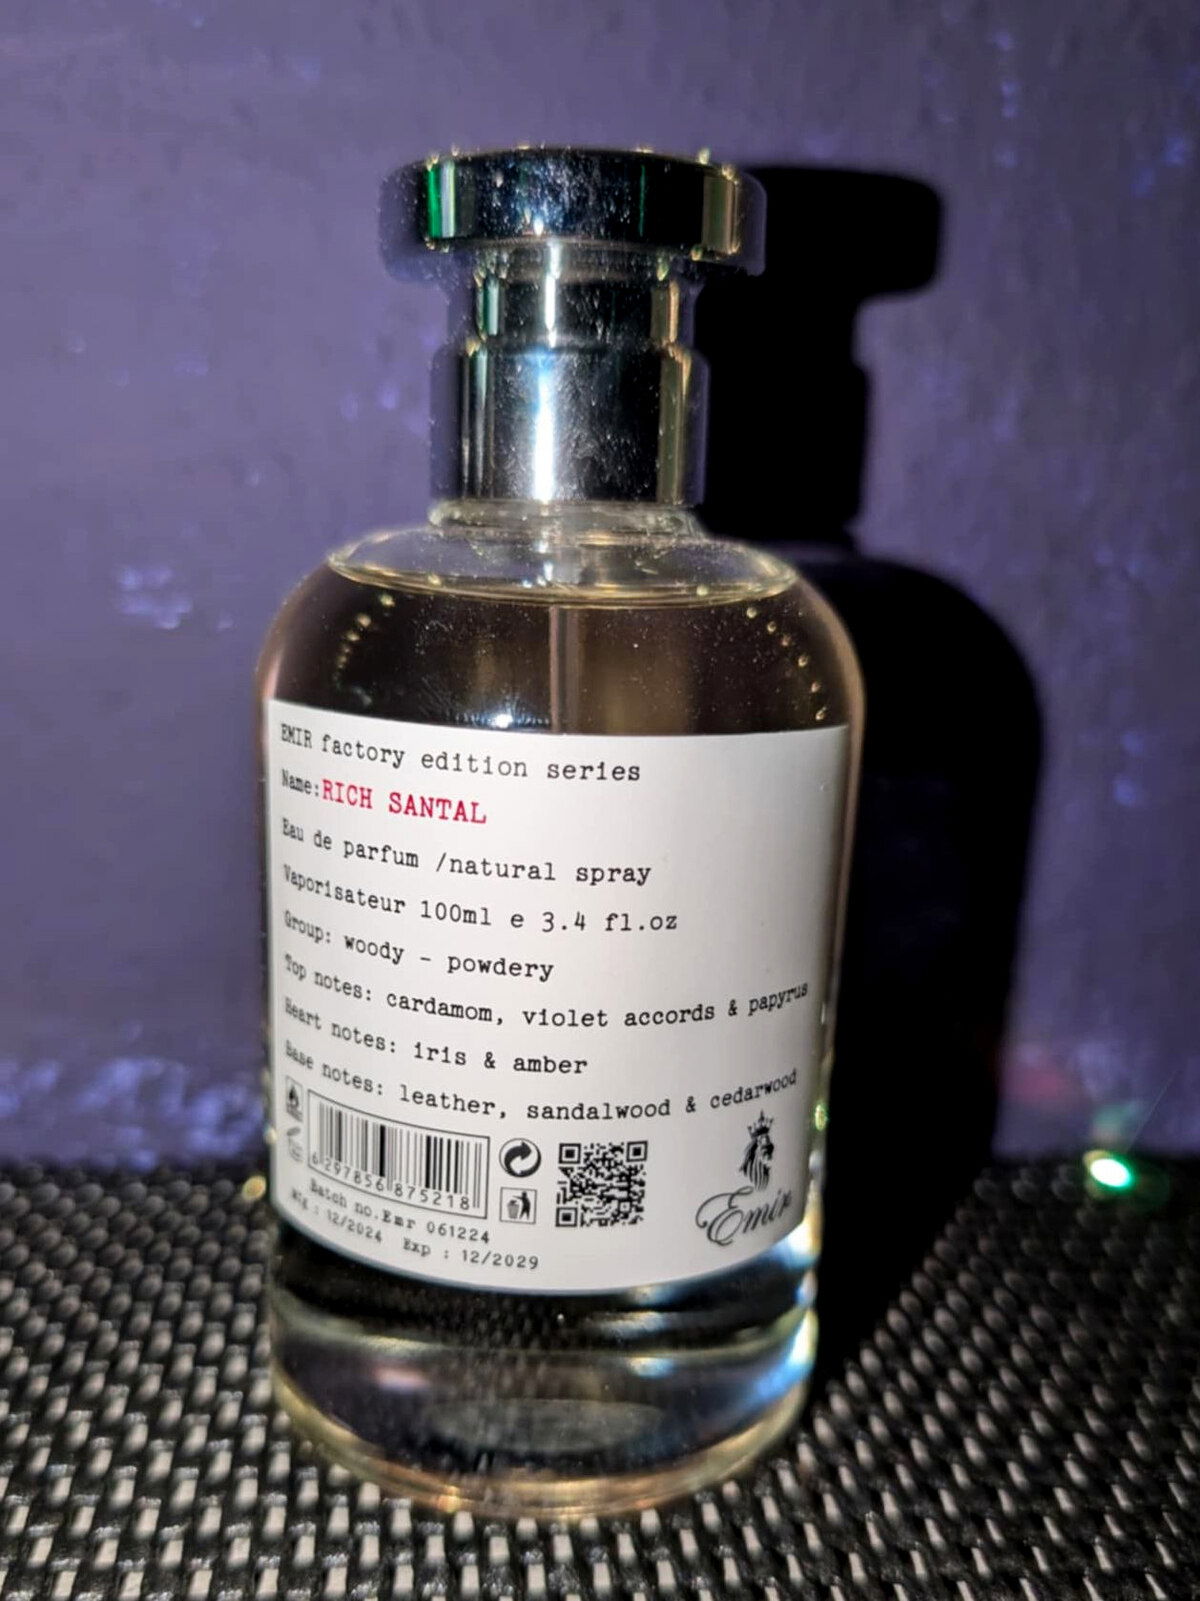 EMIR factory edition series
Name:RICH SANTAL
Eau de parfum /natural spray
Vaporisateur 100ml e 3.4 fl.oz
Group: woody - powdery
Top notes: cardamom, violet accords & papyrus
Heart notes: iris & amber
Base notes: leather, sandalwood & cedarwood
6 297856 875218
Batch no.Emr 061224
Mfg : 12/2024 Exp : 12/2029
Emir